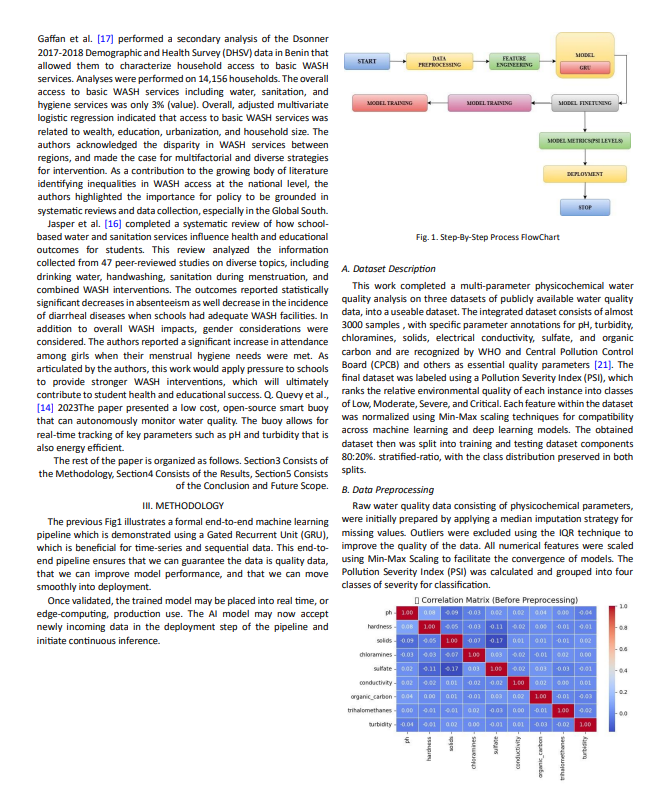 Gaffan et al. [17] performed a secondary analysis of the Dsonner
2017-2018 Demographic and Health Survey (DHSV) data in Benin that
allowed them to characterize household access to basic WASH
services. Analyses were performed on 14,156 households. The overall
access to basic WASH services including water, sanitation, and
hygiene services was only 3% (value). Overall, adjusted multivariate
logistic regression indicated that access to basic WASH services was
related to wealth, education, urbanization, and household size. The
authors acknowledged the disparity in WASH services between
regions, and made the case for multifactorial and diverse strategies
for intervention. As a contribution to the growing body of literature
identifying inequalities in WASH access at the national level, the
authors highlighted the importance for policy to be grounded in
systematic reviews and data collection, especially in the Global South.
Jasper et al. [16] completed a systematic review of how school-
based water and sanitation services influence health and educational
outcomes for students. This review analyzed the information
collected from 47 peer-reviewed studies on diverse topics, including
drinking water, handwashing, sanitation during menstruation, and
combined WASH interventions. The outcomes reported statistically
significant decreases in absenteeism as well decrease in the incidence
of diarrheal diseases when schools had adequate WASH facilities. In
addition to overall WASH impacts, gender considerations were
considered. The authors reported a significant increase in attendance
among girls when their menstrual hygiene needs were met. As
articulated by the authors, this work would apply pressure to schools
to provide stronger WASH interventions, which will ultimately
contribute to student health and educational success. Q. Quevy et al.,
[14] 2023The paper presented a low cost, open-source smart buoy
that can autonomously monitor water quality. The buoy allows for
real-time tracking of key parameters such as pH and turbidity that is
also energy efficient.
The rest of the paper is organized as follows. Section3 Consists of
the Methodology, Section4 Consists of the Results, Section5 Consists
of the Conclusion and Future Scope.
III. METHODOLOGY
The previous Fig1 illustrates a formal end-to-end machine learning
pipeline which is demonstrated using a Gated Recurrent Unit (GRU),
which is beneficial for time-series and sequential data. This end-to-
end pipeline ensures that we can guarantee the data is quality data,
that we can improve model performance, and that we can move
smoothly into deployment.
Once validated, the trained model may be placed into real time, or
edge-computing, production use. The AI model may now accept
newly incoming data in the deployment step of the pipeline and
initiate continuous inference.
START
DATA
PREPROCESSING
FEATURE
ENGINEERING
MODEL
GRU
MODEL TRAINING
MODEL TRAINING
MODEL FINETUNING
MODEL METRICS(PSI LEVELS)
DEPLOYMENT
STOP
Fig. 1. Step-By-Step Process FlowChart
A. Dataset Description
This work completed a multi-parameter physicochemical water
quality analysis on three datasets of publicly available water quality
data, into a useable dataset. The integrated dataset consists of almost
3000 samples , with specific parameter annotations for pH, turbidity,
chloramines, solids, electrical conductivity, sulfate, and organic
carbon and are recognized by WHO and Central Pollution Control
Board (CPCB) and others as essential quality parameters [21]. The
final dataset was labeled using a Pollution Severity Index (PSI), which
ranks the relative environmental quality of each instance into classes
of Low, Moderate, Severe, and Critical. Each feature within the dataset
was normalized using Min-Max scaling techniques for compatibility
across machine learning and deep learning models. The obtained
dataset then was split into training and testing dataset components
80:20%. stratified-ratio, with the class distribution preserved in both
splits.
B. Data Preprocessing
Raw water quality data consisting of physicochemical parameters,
were initially prepared by applying a median imputation strategy for
missing values. Outliers were excluded using the IQR technique to
improve the quality of the data. All numerical features were scaled
using Min-Max Scaling to facilitate the convergence of models. The
Pollution Severity Index (PSI) was calculated and grouped into four
classes of severity for classification.
Correlation Matrix (Before Preprocessing)
ph 1.00 0.08 -0.09 -0.03 0.02 0.02 0.04 0.00 -0.04
hardness 0.08 1.00 -0.05 -0.03 -0.11 -0.02 0.00 -0.01 -0.01
solids -0.09 -0.05 1.00 -0.07 -0.17 0.01 0.01 -0.01 0.02
chloramines -0.03 -0.03 -0.07 1.00 0.03 -0.02 -0.01 0.02 0.00
sulfate 0.02 -0.11 -0.17 0.03 1.00 -0.02 0.03 -0.03 -0.01
conductivity 0.02 -0.02 0.01 -0.02 -0.02 1.00 0.02 0.00 0.01
organic_carbon 0.04 0.00 0.01 -0.01 0.03 0.02 1.00 -0.01 -0.03
trihalomethanes 0.00 -0.01 -0.01 0.02 -0.03 0.00 -0.01 1.00 -0.02
turbidity -0.04 -0.01 0.02 0.00 -0.01 0.01 -0.03 -0.02 1.00
ph
hardness
solids
chloramines
sulfate
conductivity
organic_carbon
trihalomethanes
turbidity
1.0
0.8
0.6
0.4
0.2
0.0